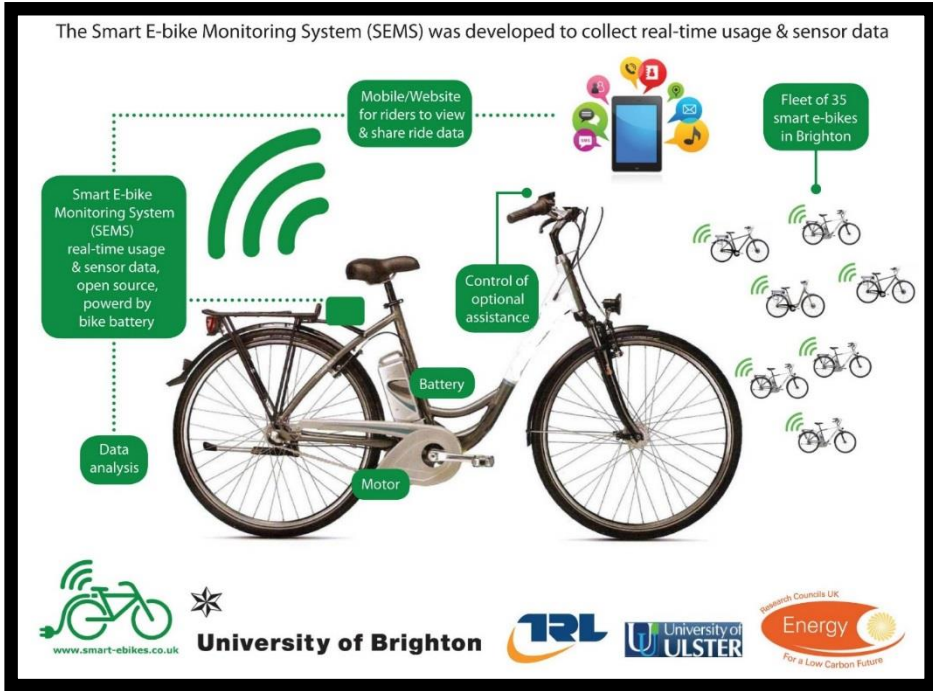 The Smart E-bike Monitoring System (SEMS) was developed to collect real-time usage & sensor data
Mobile/Website
for riders to view
& share ride data
Fleet of 35
smart e-bikes
in Brighton
Smart E-bike
Monitoring System
(SEMS)
real-time usage
& sensor data,
open source,
powerd by
bike battery
Control of
optional
assistance
Battery
Data
analysis
Motor
www.smart-ebikes.co.uk
University of Brighton
TRL
University of
ULSTER
Research Councils UK
Energy
For a Low Carbon Future